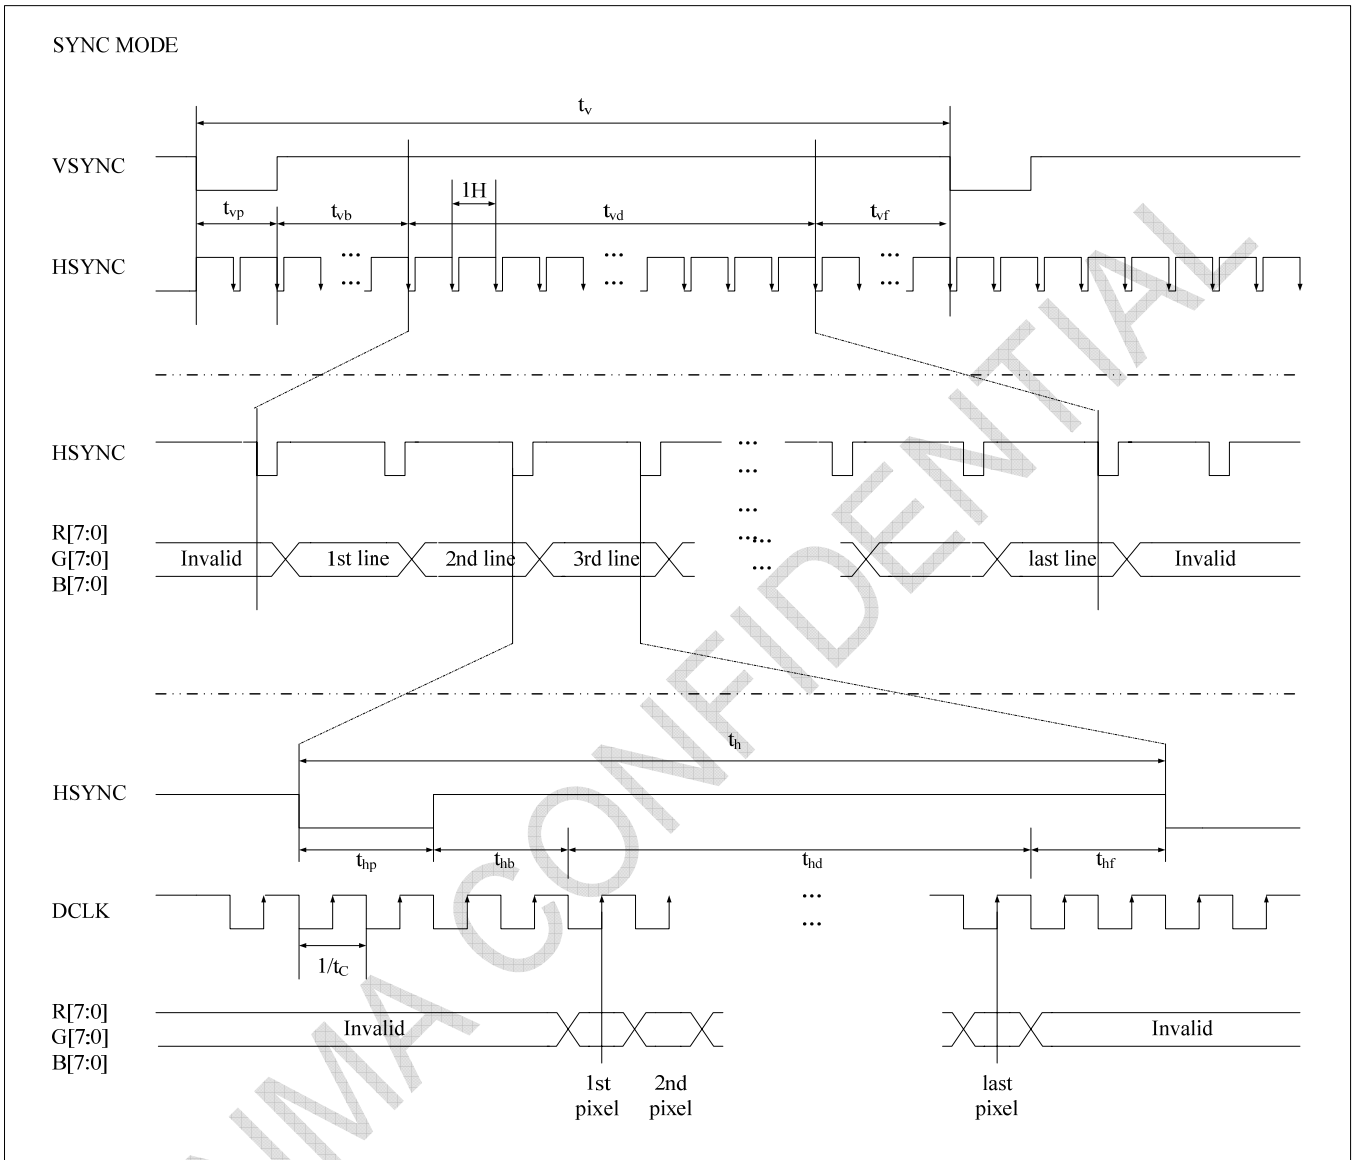 SYNC MODE
tv
VSYNC
1H
tvp tvb tvd tvf
... ...  ...
HSYNC
... ... ...
HSYNC
...
...
...
R[7:0]
G[7:0]
B[7:0]
Invalid 1st line 2nd line 3rd line ... last line Invalid
...
th
HSYNC
thp thb thd thf
DCLK
...
...
1/tC
R[7:0]
G[7:0]
B[7:0]
Invalid Invalid
1st pixel
2nd pixel
last pixel
CONFIDENTIAL